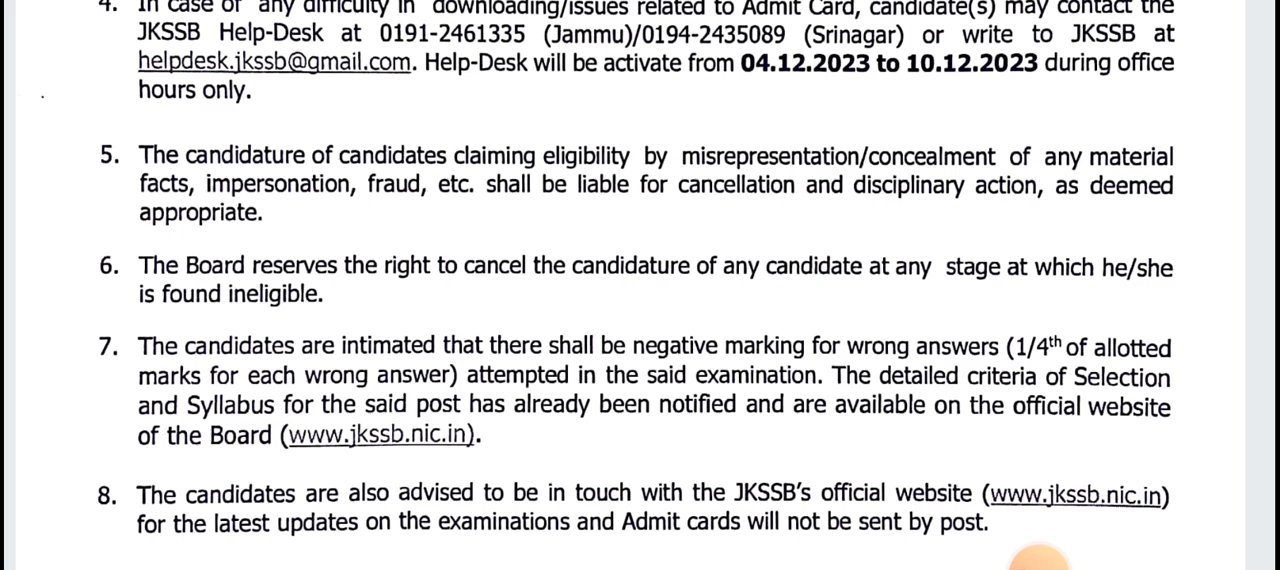 4. In case of any difficulty in downloading/issues related to Admit Card, candidate(s) may contact the
JKSSB Help-Desk at 0191-2461335 (Jammu)/0194-2435089 (Srinagar) or write to JKSSB at
helpdesk.jkssb@gmail.com. Help-Desk will be activate from 04.12.2023 to 10.12.2023 during office
hours only.
5. The candidature of candidates claiming eligibility by misrepresentation/concealment of any material
facts, impersonation, fraud, etc. shall be liable for cancellation and disciplinary action, as deemed
appropriate.
6. The Board reserves the right to cancel the candidature of any candidate at any stage at which he/she
is found ineligible.
7. The candidates are intimated that there shall be negative marking for wrong answers (1/4th of allotted
marks for each wrong answer) attempted in the said examination. The detailed criteria of Selection
and Syllabus for the said post has already been notified and are available on the official website
of the Board (www.jkssb.nic.in).
8. The candidates are also advised to be in touch with the JKSSB's official website (www.jkssb.nic.in)
for the latest updates on the examinations and Admit cards will not be sent by post.